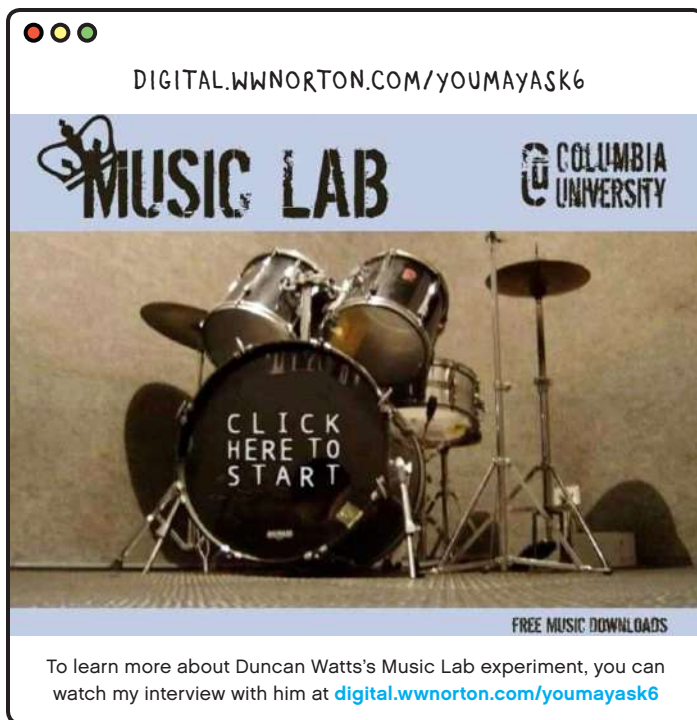 DIGITAL.WWNORTON.COM/YOUMAYASK6
MUSIC LAB
COLUMBIA
UNIVERSITY
CLICK
HERE TO
START
FREE MUSIC DOWNLOADS
To learn more about Duncan Watts's Music Lab experiment, you can
watch my interview with him at digital.wwnorton.com/youmayask6